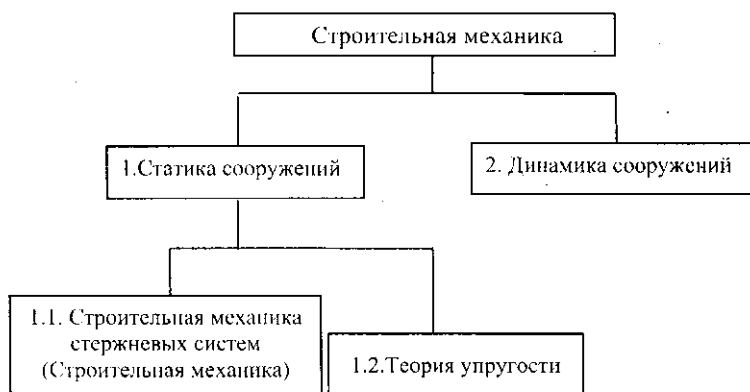 Строительная механика
1.Статика сооружений
2. Динамика сооружений
1.1. Строительная механика
стержневых систем
(Строительная механика)
1.2.Теория упругости